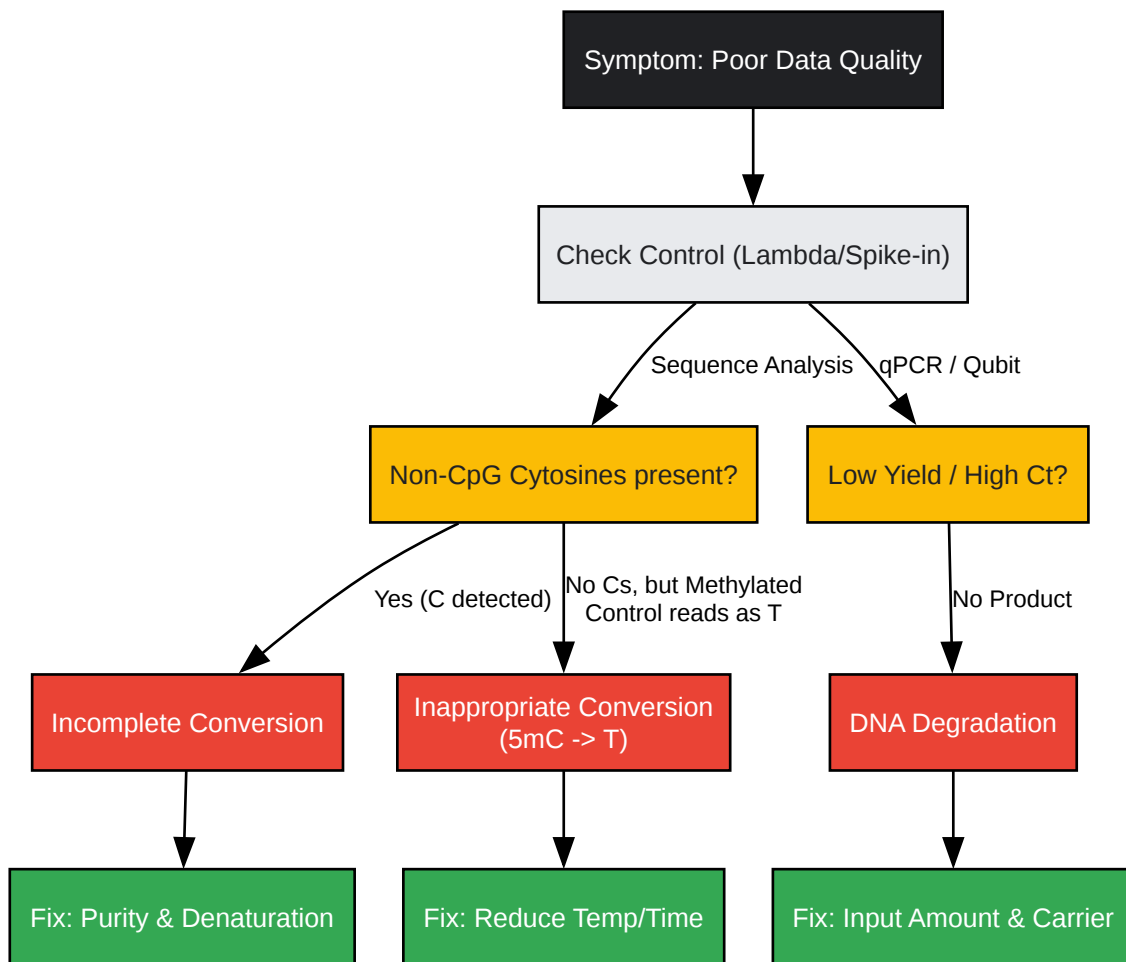 Symptom: Poor Data Quality
Check Control (Lambda/Spike-in)
Sequence Analysis
qPCR / Qubit
Non-CpG Cytosines present?
Low Yield / High Ct?
Yes (C detected)
No Cs, but Methylated
Control reads as T
No Product
Incomplete Conversion
Inappropriate Conversion
(5mC -> T)
DNA Degradation
Fix: Purity & Denaturation
Fix: Reduce Temp/Time
Fix: Input Amount & Carrier